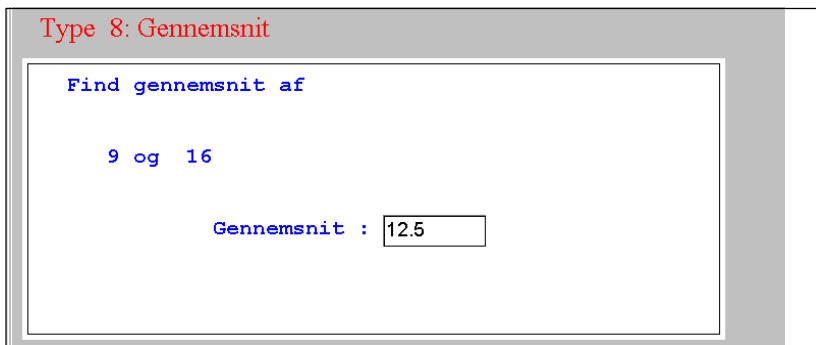 Type 8: Gennemsnit
Find gennemsnit af
9 og 16
Gennemsnit : 12.5